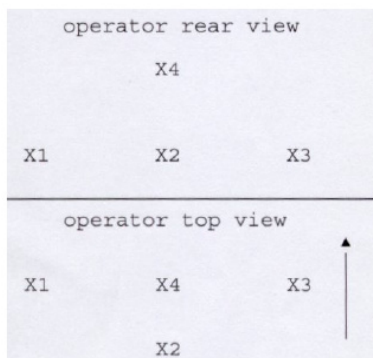 operator rear view
X4
X1 X2 X3
operator top view
X1 X4 X3
X2